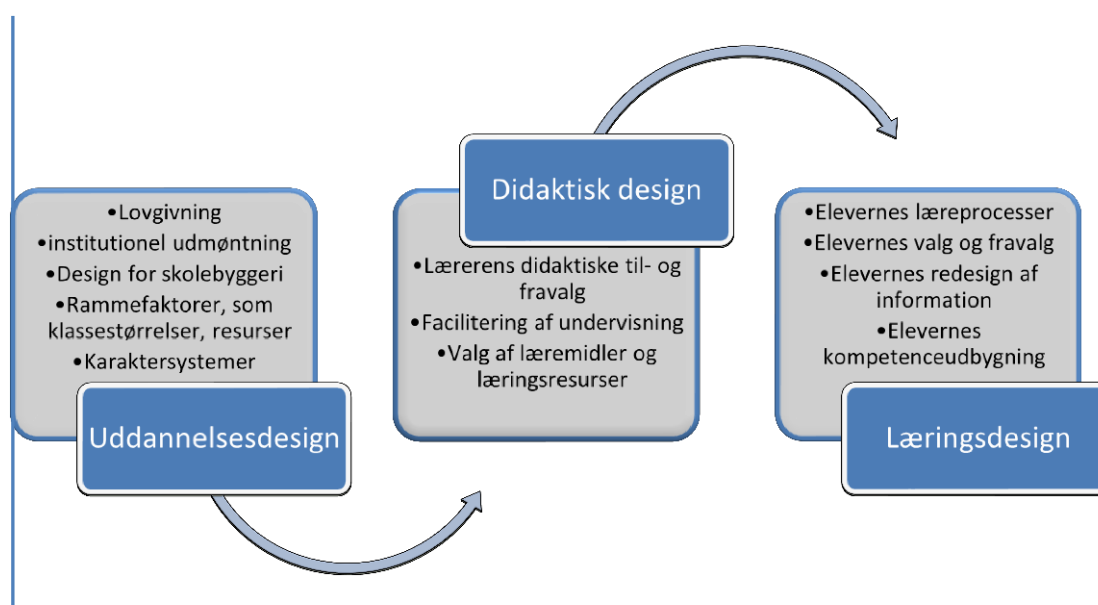 •Lovgivning
•institutionel udmøntning
•Design for skolebyggeri
•Rammefaktorer, som
klassestørrelser, resurser
•Karaktersystemer
Uddannelsesdesign
Didaktisk design
•Lærerens didaktiske til- og
fravalg
•Facilitering af undervisning
•Valg af læremidler og
læringsresurser
•Elevernes læreprocesser
•Elevernes valg og fravalg
•Elevernes redesign af
information
•Elevernes
kompetenceudbygning
Læringsdesign